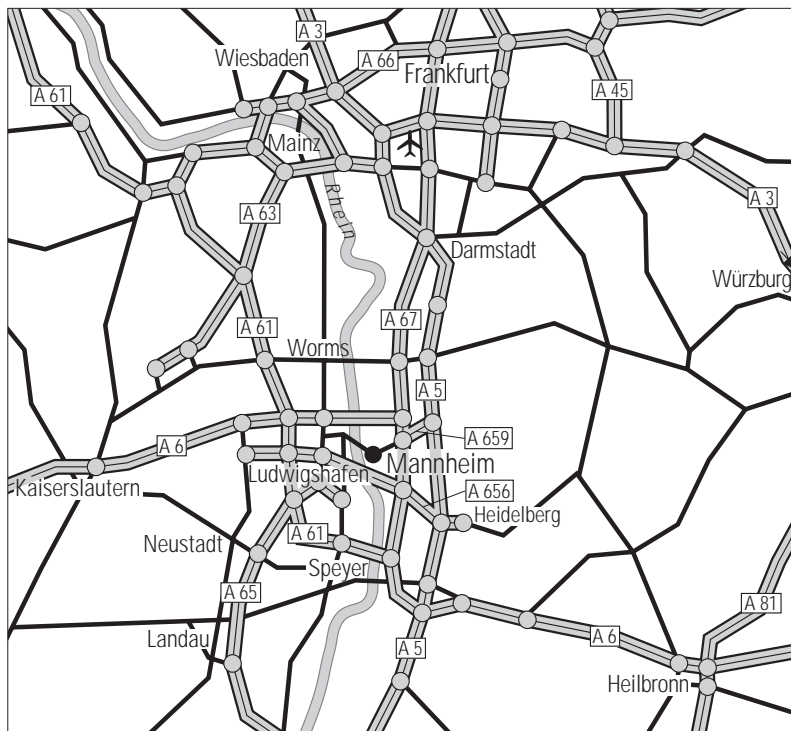 A 3
Wiesbaden
A 66
Frankfurt
A 61
A 45
Mainz
Rhein
A 63
A 3
Darmstadt
Würzburg
A 67
A 61
Worms
A 5
A 6
A 659
Mannheim
Ludwigshafen
Kaiserslautern
A 656
Heidelberg
A 61
Neustadt
Speyer
A 65
A 81
Landau
A 5
A 6
Heilbronn